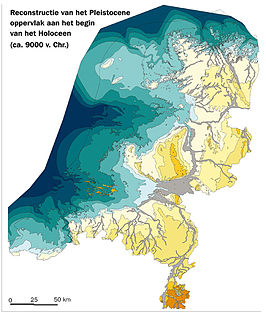 Reconstructie van het Pleistocene
oppervlak aan het begin
van het Holoceen
(ca. 9000 v. Chr.)
0 25 50 km